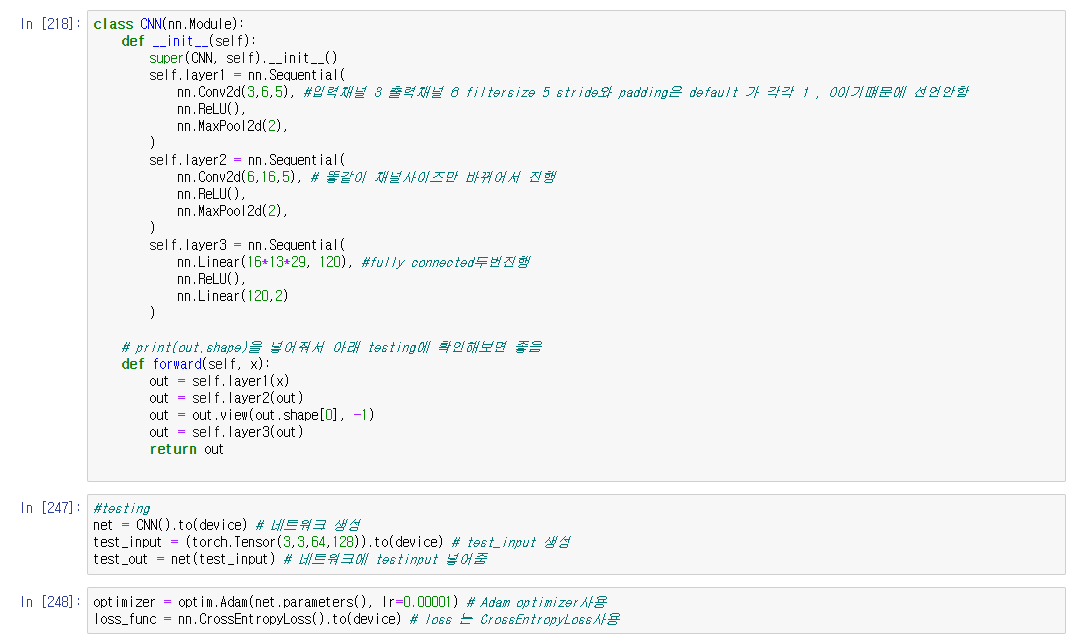 In [218]: class CNN(nn.Module):
    def __init__(self):
        super(CNN, self).__init__()
        self.layer1 = nn.Sequential(
            nn.Conv2d(3,6,5), #입력채널 3 출력채널 6 filtersize 5 stride와 padding은 default 가 각각 1 , 0이기때문에 선언안함
            nn.ReLU(),
            nn.MaxPool2d(2),
        )
        self.layer2 = nn.Sequential(
            nn.Conv2d(6,16,5), # 똫같이 채널사이즈만 바뀌어서 진행
            nn.ReLU(),
            nn.MaxPool2d(2),
        )
        self.layer3 = nn.Sequential(
            nn.Linear(16*13*29, 120), #fully connected두번진행
            nn.ReLU(),
            nn.Linear(120,2)
        )
    # print(out.shape)을 넣어줘서 아래 testing에 확인해보면 좋음
    def forward(self, x):
        out = self.layer1(x)
        out = self.layer2(out)
        out = out.view(out.shape[0], -1)
        out = self.layer3(out)
        return out
In [247]: #testing
net = CNN().to(device) # 네트워크 생성
test_input = (torch.Tensor(3,3,64,128)).to(device) # test_input 생성
test_out = net(test_input) # 네트워크에 testinput 넣어줌
In [248]: optimizer = optim.Adam(net.parameters(), lr=0.00001) # Adam optimizer사용
loss_func = nn.CrossEntropyLoss().to(device) # loss 는 CrossEntropyLoss사용